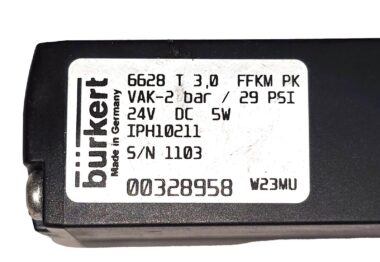 bürkert
Made in Germany
6628 T 3,0 FFKM PK
VAK-2 bar / 29 PSI
24V DC 5W
IPH10211
S/N 1103
00328958 W23MU